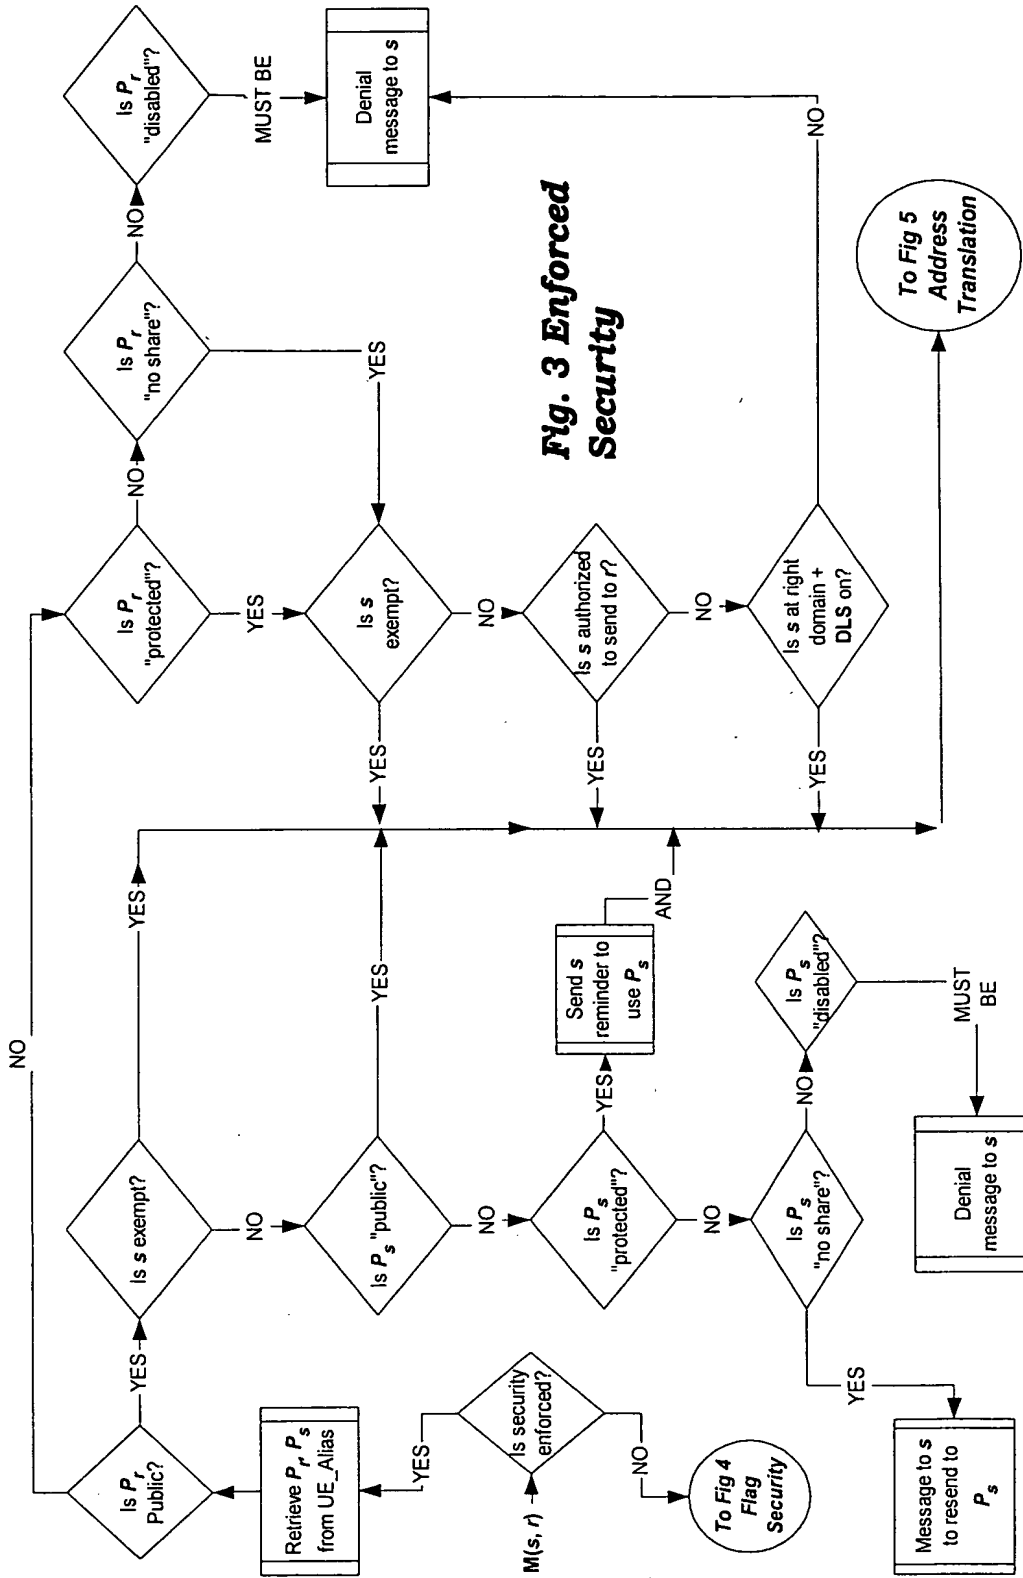 M(s, r)
Is security
enforced?
NO
To Fig 4
Flag
Security
YES
Retrieve Pr, Ps
from UE_Alias
Is Pr
Public?
NO
YES
Is s exempt?
YES
NO
Is Ps "public"?
YES
NO
Is Ps
"protected"?
YES
Send s
reminder to
use Ps
AND
NO
Is Ps
"no share"?
YES
Message to s
to resend to
Ps
NO
Is Ps
"disabled"?
MUST
BE
Denial
message to s
Is Pr
"protected"?
YES
NO
Is Pr
"no share"?
YES
NO
Is Pr
"disabled"?
MUST BE
Denial
message to s
Is s
exempt?
YES
NO
Is s authorized
to send to r?
YES
NO
Is s at right
domain +
DLS on?
YES
NO
To Fig 5
Address
Translation
Fig. 3 Enforced
Security